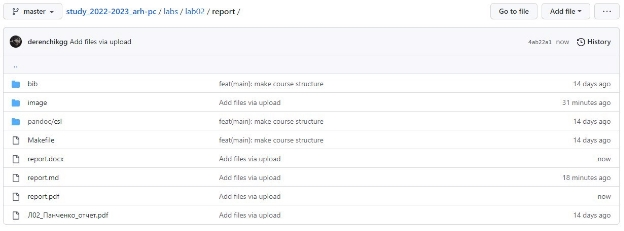 master study_2022-2023_arh-pc / labs / lab02 / report / Go to file Add file ...
derenchikgg Add files via upload 4ab22a1 now History
..
bib feat(main): make course structure 14 days ago
image Add files via upload 31 minutes ago
pandoc/csl feat(main): make course structure 14 days ago
Makefile feat(main): make course structure 14 days ago
report.docx Add files via upload now
report.md Add files via upload 18 minutes ago
report.pdf Add files via upload now
Л02_Панченко_отчет.pdf Add files via upload 14 days ago